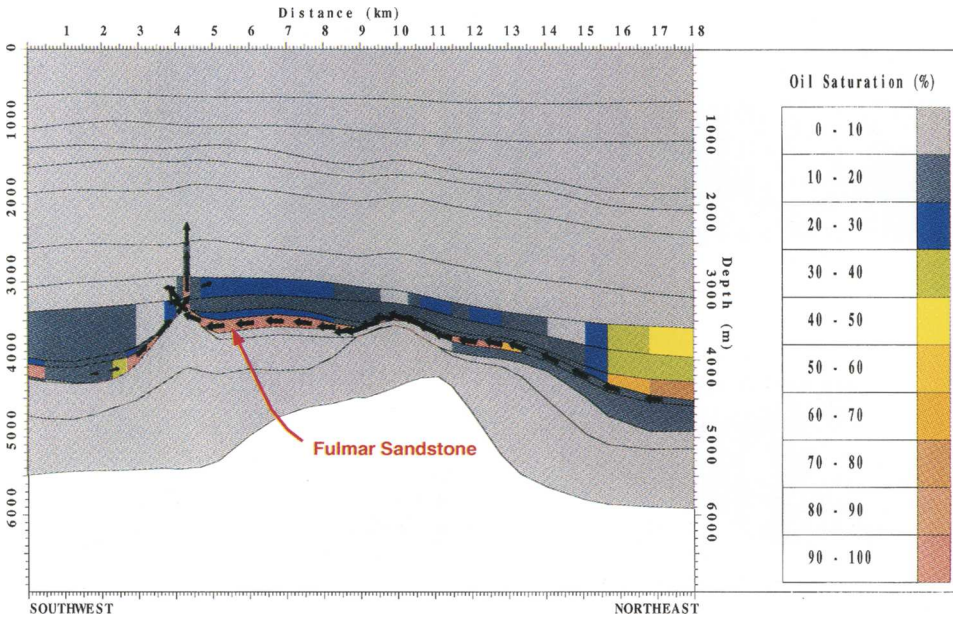 Distance (km)
0 1 2 3 4 5 6 7 8 9 10 11 12 13 14 15 16 17 18
0
1000
2000
3000
4000
5000
6000
1000
2000
3000
4000
5000
6000
Depth (m)
Fulmar Sandstone
SOUTHWEST NORTHEAST
Oil Saturation (%)
0 - 10
10 - 20
20 - 30
30 - 40
40 - 50
50 - 60
60 - 70
70 - 80
80 - 90
90 - 100